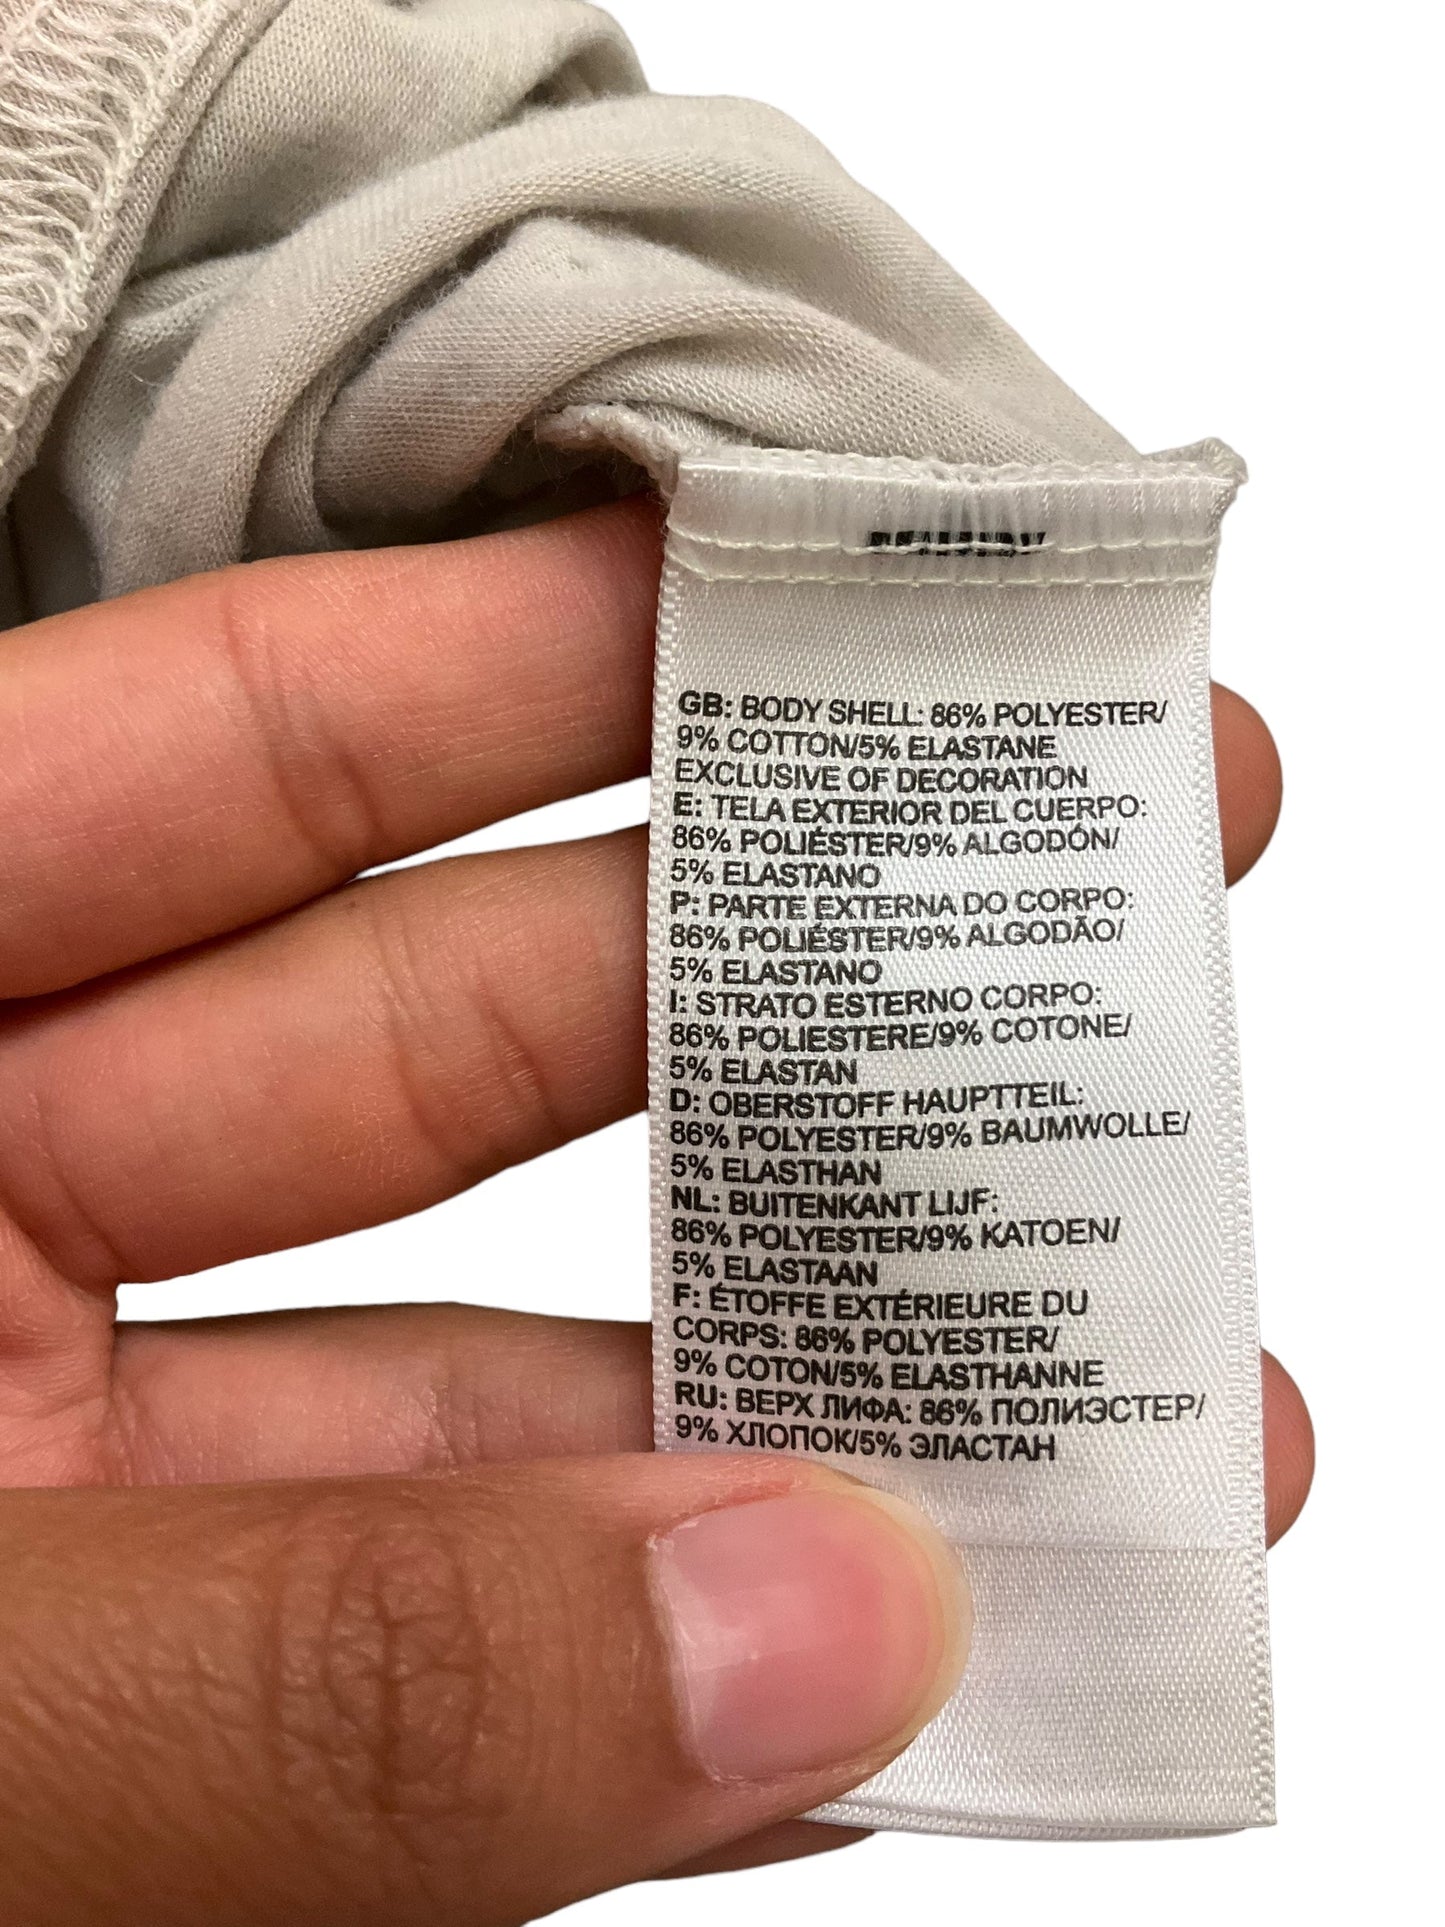 GB: BODY SHELL: 86% POLYESTER/
9% COTTON/5% ELASTANE
EXCLUSIVE OF DECORATION
E: TELA EXTERIOR DEL CUERPO:
86% POLIÉSTER/9% ALGODÓN/
5% ELASTANO
P: PARTE EXTERNA DO CORPO:
86% POLIÉSTER/9% ALGODÃO/
5% ELASTANO
I: STRATO ESTERNO CORPO:
86% POLIESTERE/9% COTONE/
5% ELASTAN
D: OBERSTOFF HAUPTTEIL:
86% POLYESTER/9% BAUMWOLLE/
5% ELASTHAN
NL: BUITENKANT LIJF:
86% POLYESTER/9% KATOEN/
5% ELASTAAN
F: ÉTOFFE EXTÉRIEURE DU
CORPS: 86% POLYESTER/
9% COTON/5% ELASTHANNE
RU: ВЕРХ ЛИФА: 86% ПОЛИЭСТЕР/
9% ХЛОПОК/5% ЭЛАСТАН